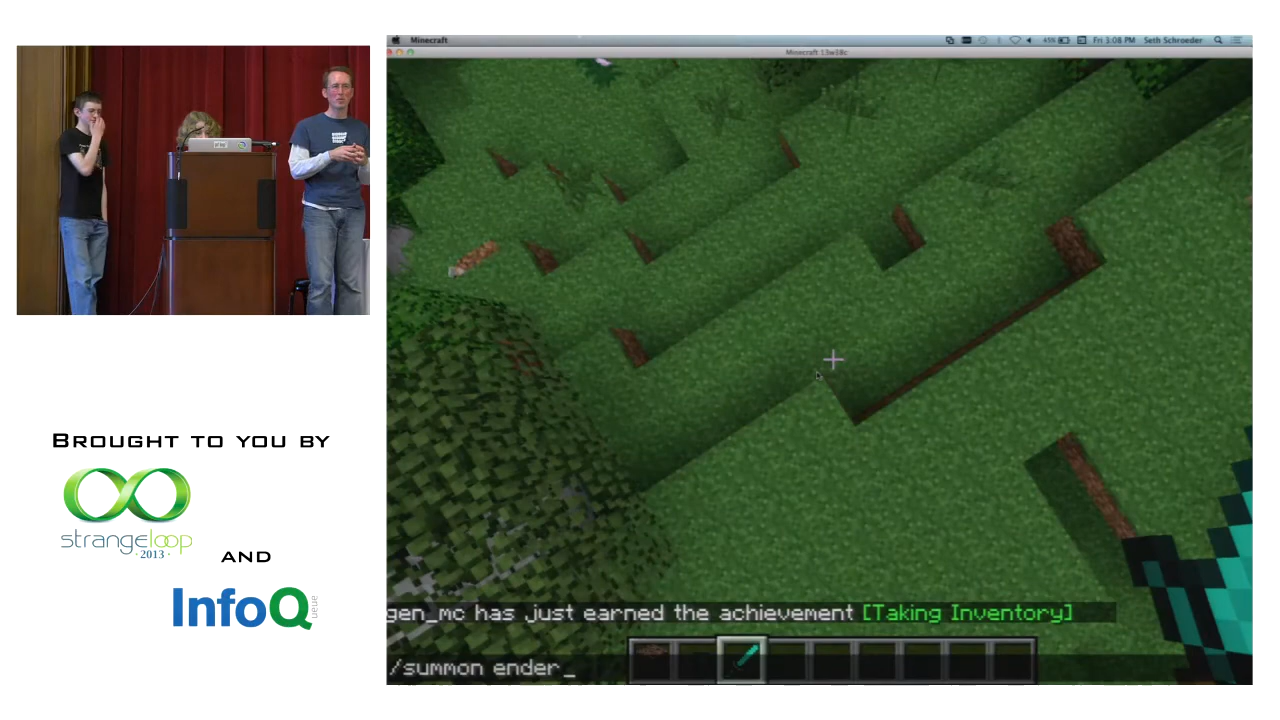 Minecraft
45%
Fri 3:08 PM Seth Schroeder
Minecraft 13w38c
BROUGHT TO YOU BY
strangeloop
· 2013 ·
AND
InfoQ
gen_mc has just earned the achievement [Taking Inventory]
/summon ender_